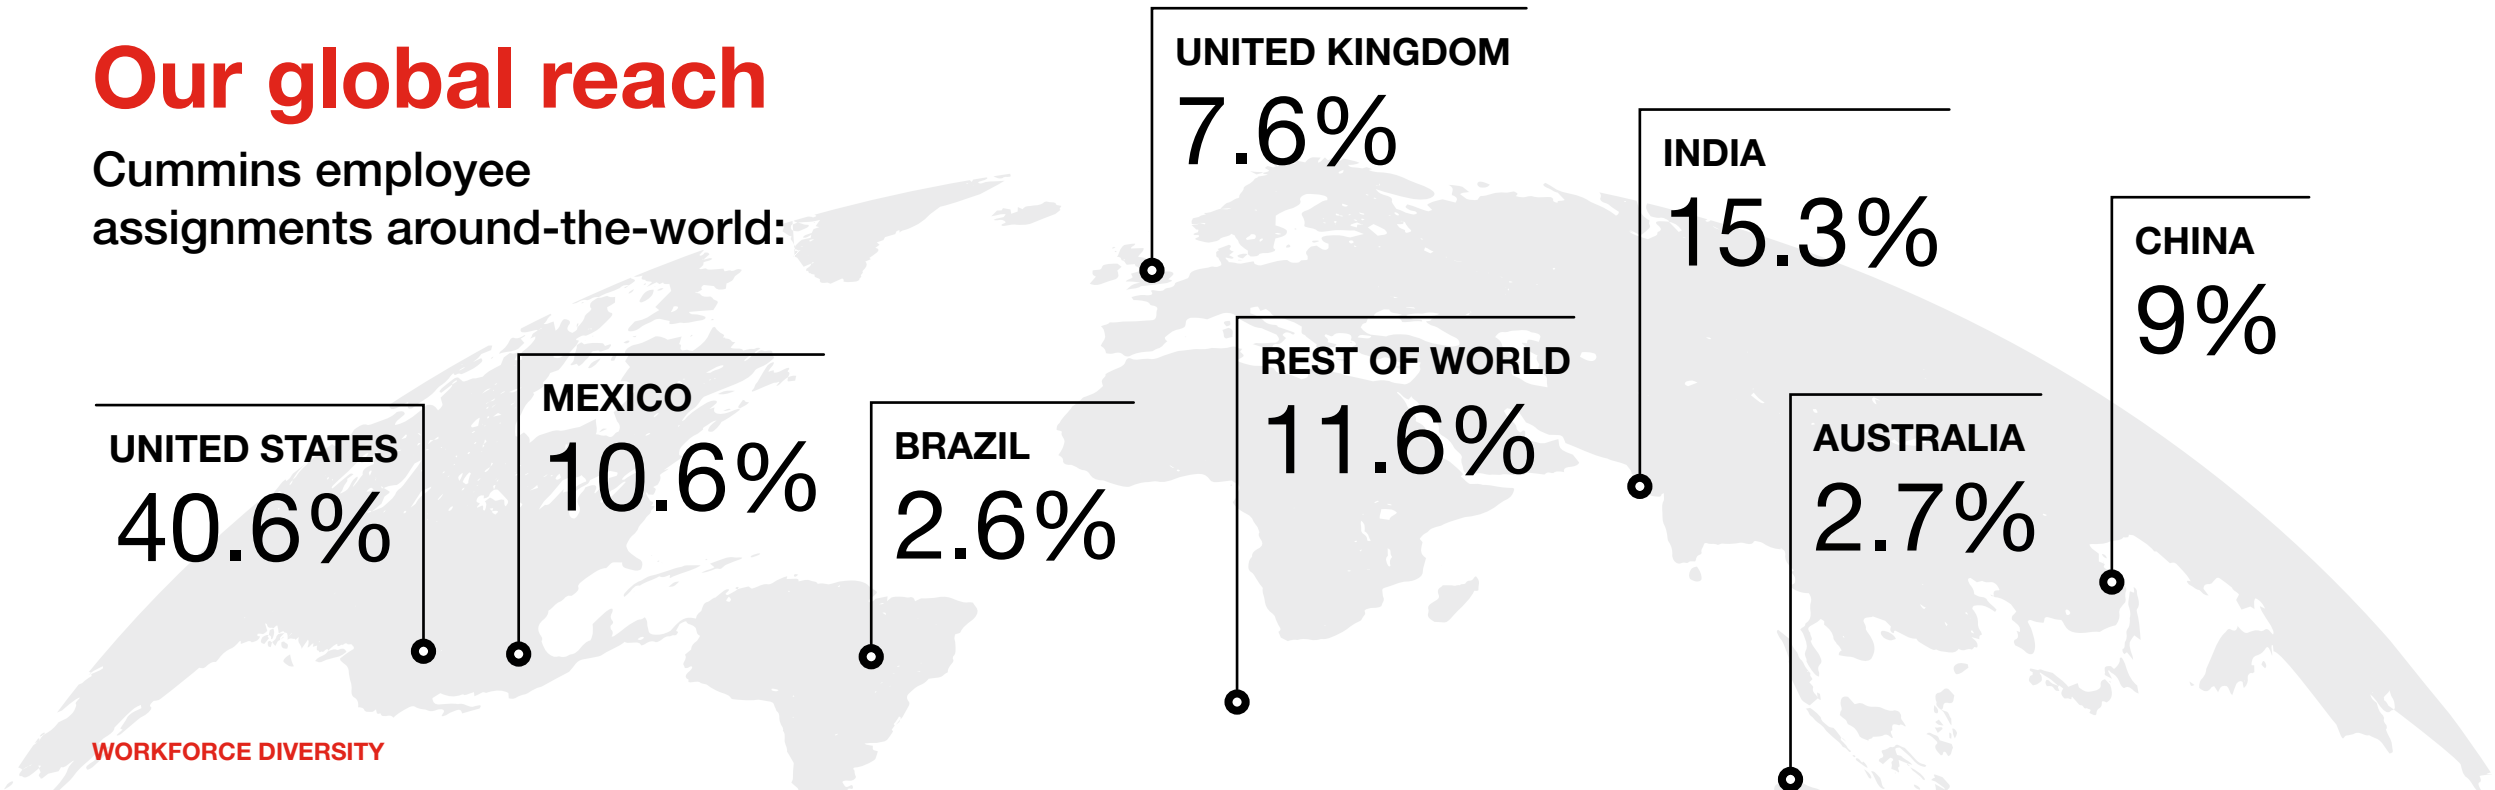 Our global reach
Cummins employee
assignments around-the-world:
UNITED STATES
40.6%
MEXICO
10.6%
BRAZIL
2.6%
UNITED KINGDOM
7.6%
REST OF WORLD
11.6%
INDIA
15.3%
AUSTRALIA
2.7%
CHINA
9%
WORKFORCE DIVERSITY